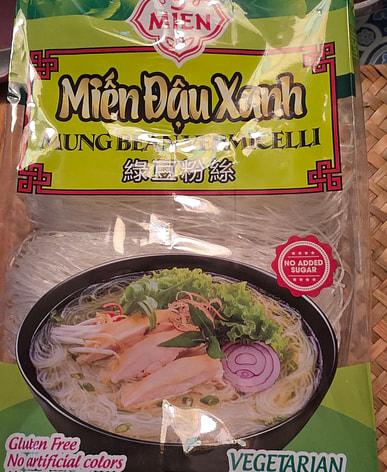 MIEN
Miến Đậu Xanh
MUNG BEAN VERMICELLI
綠豆粉絲
NO ADDED
SUGAR
Gluten Free
No artificial colors
VEGETARIAN